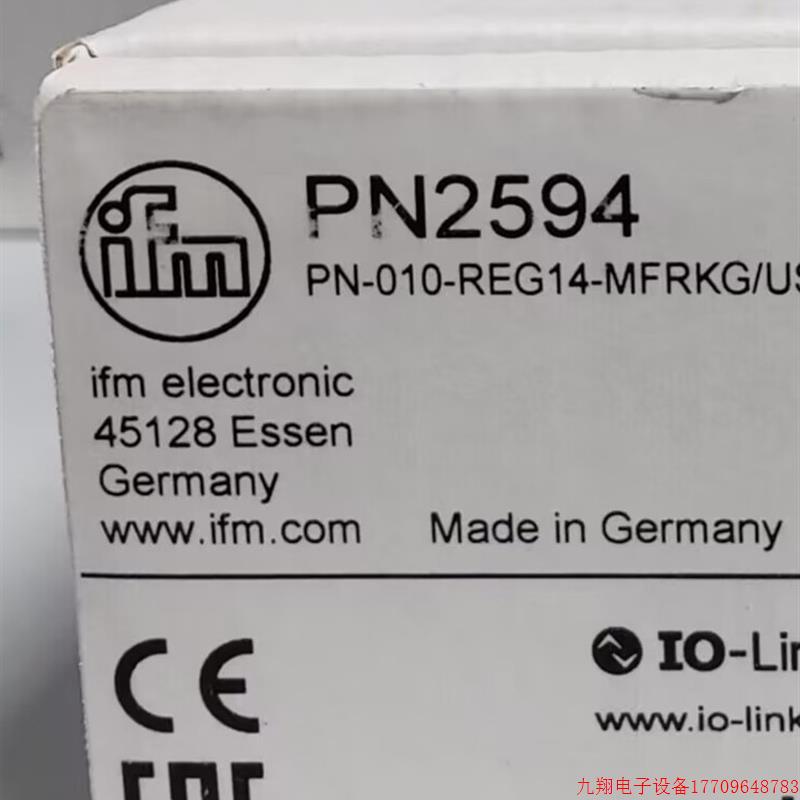 ifm
PN2594
PN-010-REG14-MFRKG/US
ifm electronic
45128 Essen
Germany
www.ifm.com
Made in Germany
CE
IO-Lin
www.io-link
EAC
九翔电子设备17709648783